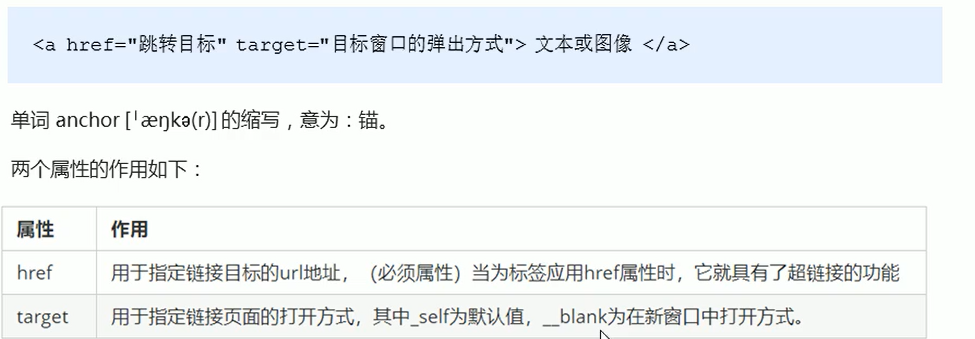 <a href="跳转目标" target="目标窗口的弹出方式"> 文本或图像 </a>
单词 anchor [ˈæŋkə(r)] 的缩写，意为：锚。
两个属性的作用如下：
属性 作用
href 用于指定链接目标的url地址，（必须属性）当为标签应用href属性时，它就具有了超链接的功能
target 用于指定链接页面的打开方式，其中_self为默认值，__blank为在新窗口中打开方式。